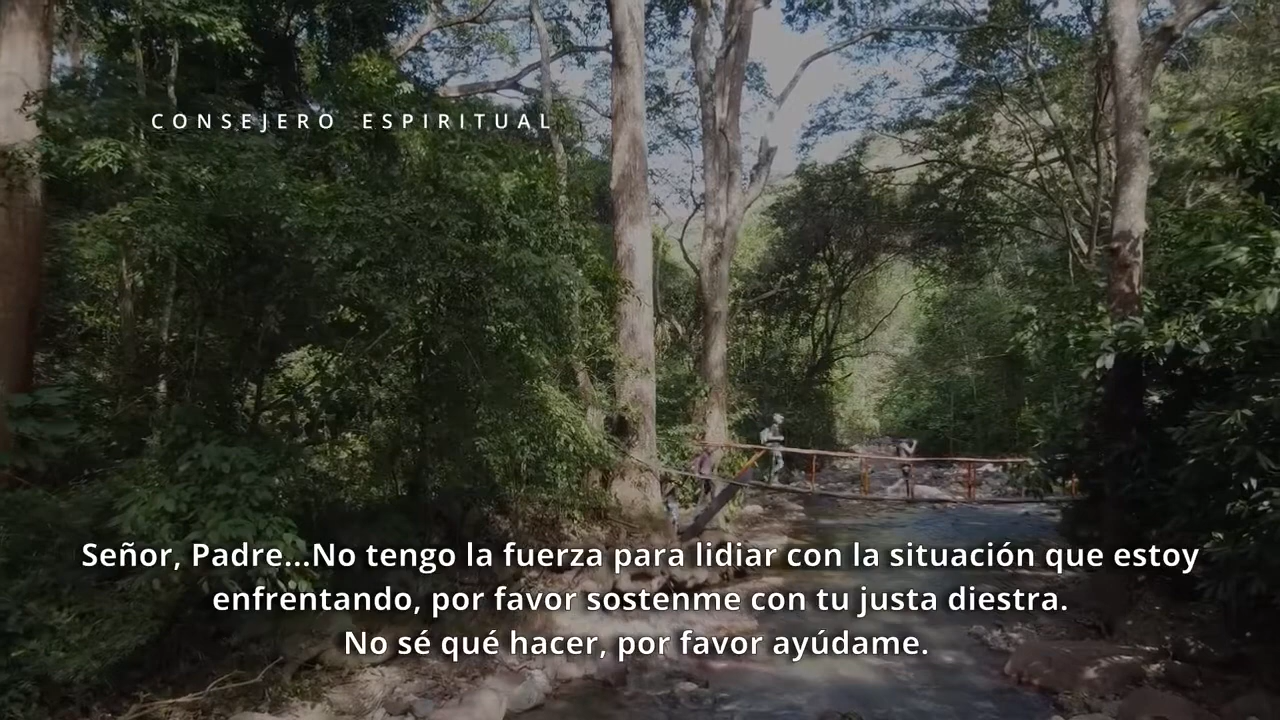 CONSEJERO ESPIRITUAL
Señor, Padre...No tengo la fuerza para lidiar con la situación que estoy
enfrentando, por favor sostenme con tu justa diestra.
No sé qué hacer, por favor ayúdame.